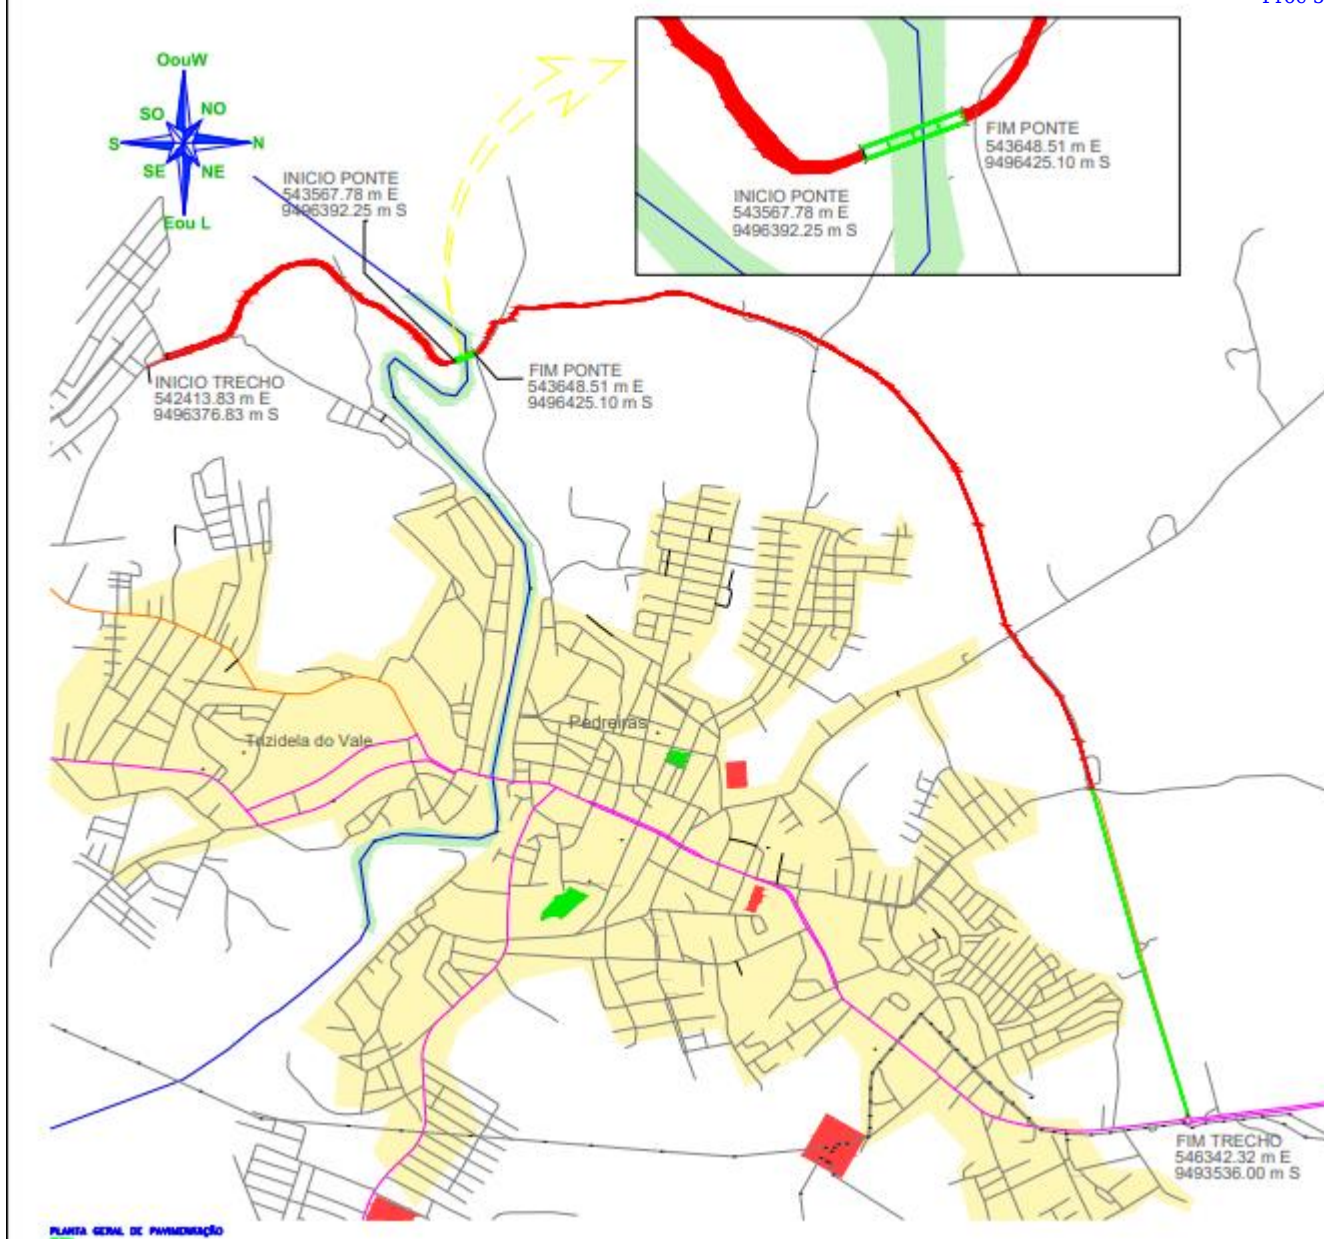 OouW
SO
NO
S
N
SE
NE
Eou L
INICIO PONTE
543567.78 m E
9496392.25 m S
FIM PONTE
543648.51 m E
9496425.10 m S
INICIO PONTE
543567.78 m E
9496392.25 m S
INICIO TRECHO
542413.83 m E
9496376.83 m S
FIM PONTE
543648.51 m E
9496425.10 m S
Pedreiras
Trizidela do Vale
FIM TRECHO
546342.32 m E
9493536.00 m S
PLANTA GERAL DE PAVIMENTAÇÃO